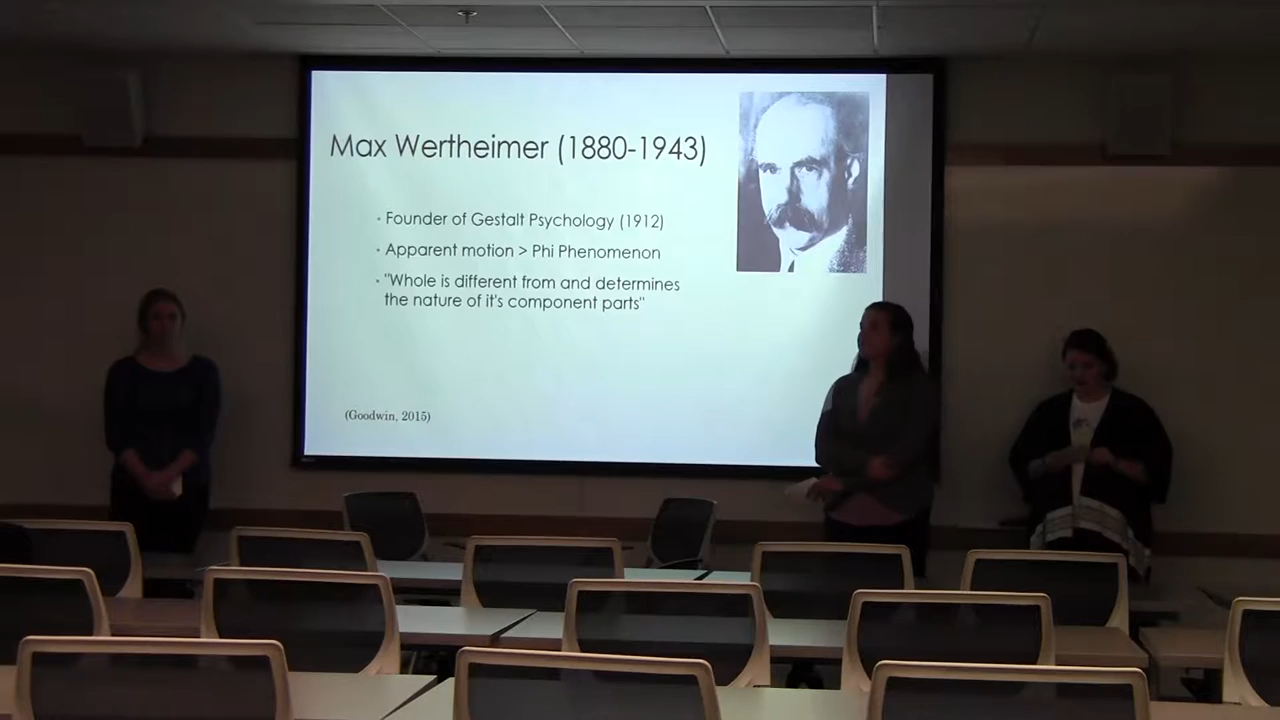 Max Wertheimer (1880-1943)
• Founder of Gestalt Psychology (1912)
• Apparent motion > Phi Phenomenon
• "Whole is different from and determines
the nature of it's component parts"
(Goodwin, 2015)